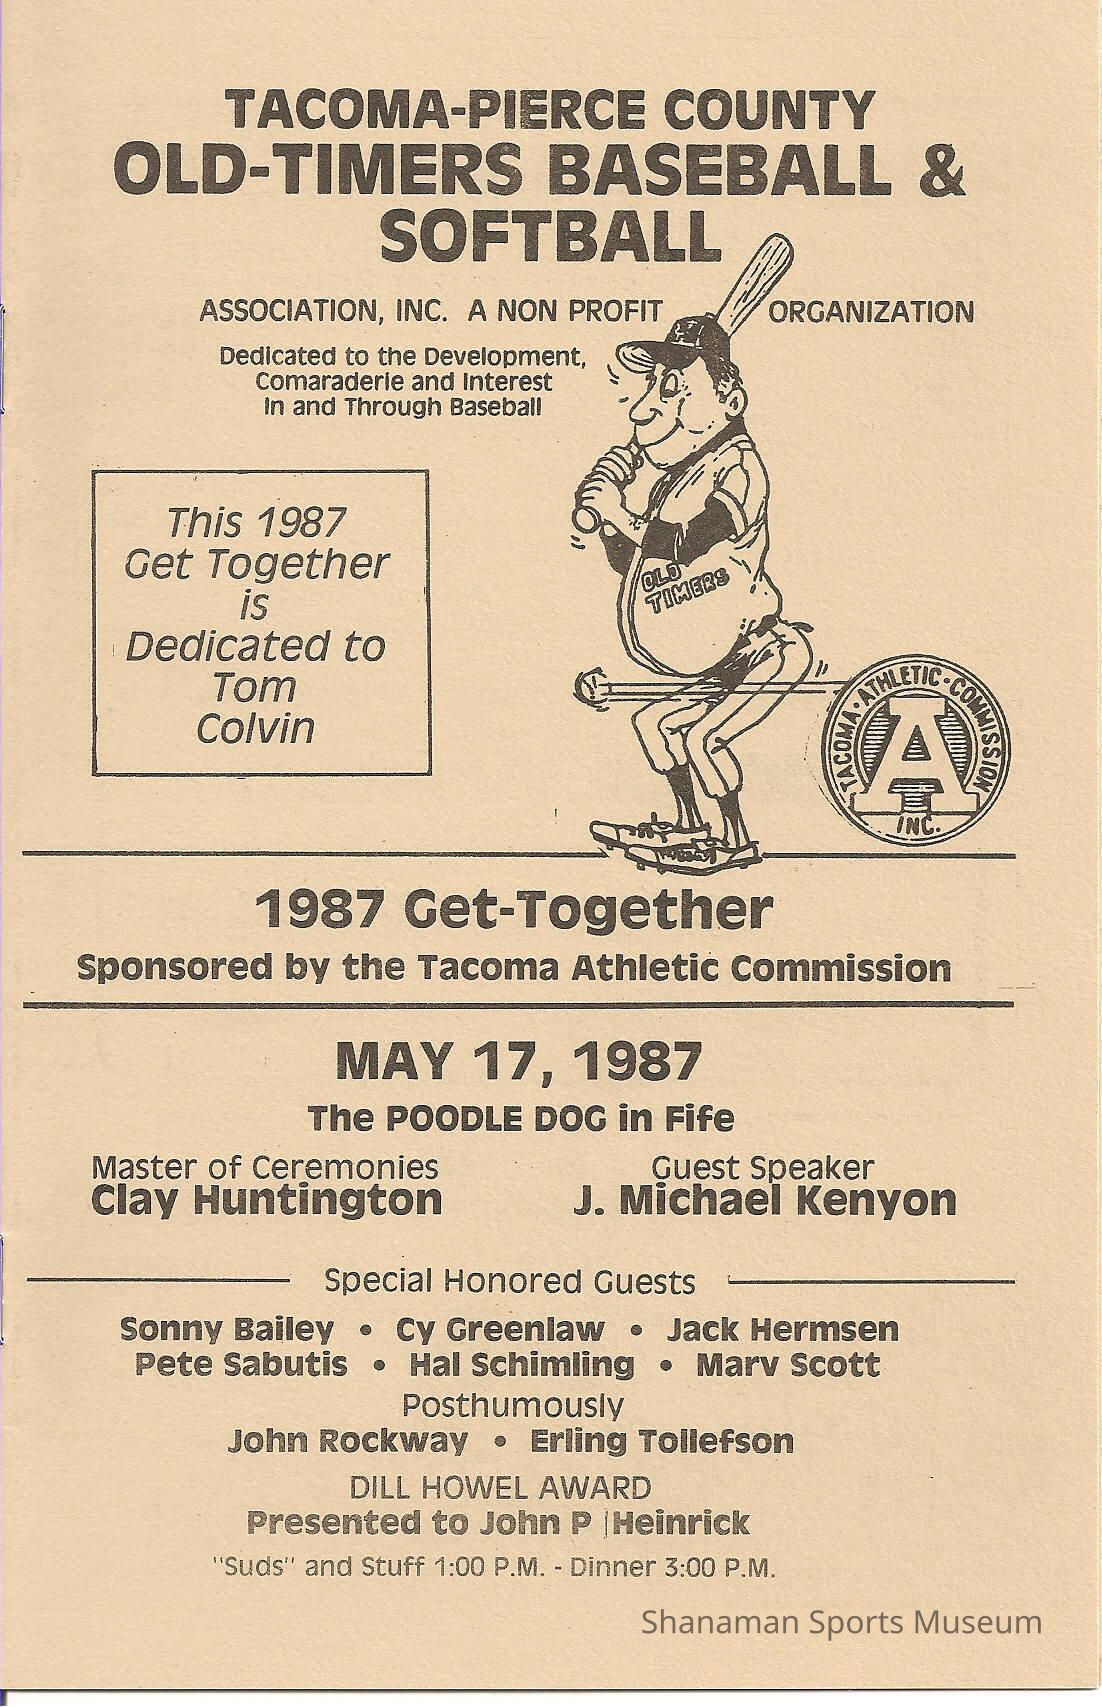 TACOMA-PIERCE COUNTY
OLD-TIMERS BASEBALL &
SOFTBALL
ASSOCIATION, INC. A NON PROFIT ORGANIZATION
Dedicated to the Development,
Comaraderie and Interest
In and Through Baseball
This 1987
Get Together
is
Dedicated to
Tom
Colvin
OLD
TIMERS
TACOMA·ATHLETIC·COMMISSION
A
INC.
1987 Get-Together
Sponsored by the Tacoma Athletic Commission
MAY 17, 1987
The POODLE DOG in Fife
Master of Ceremonies
Clay Huntington
Guest Speaker
J. Michael Kenyon
Special Honored Guests
Sonny Bailey • Cy Greenlaw • Jack Hermsen
Pete Sabutis • Hal Schimling • Marv Scott
Posthumously
John Rockway • Erling Tollefson
DILL HOWEL AWARD
Presented to John P Heinrick
"Suds" and Stuff 1:00 P.M. - Dinner 3:00 P.M.
Shanaman Sports Museum